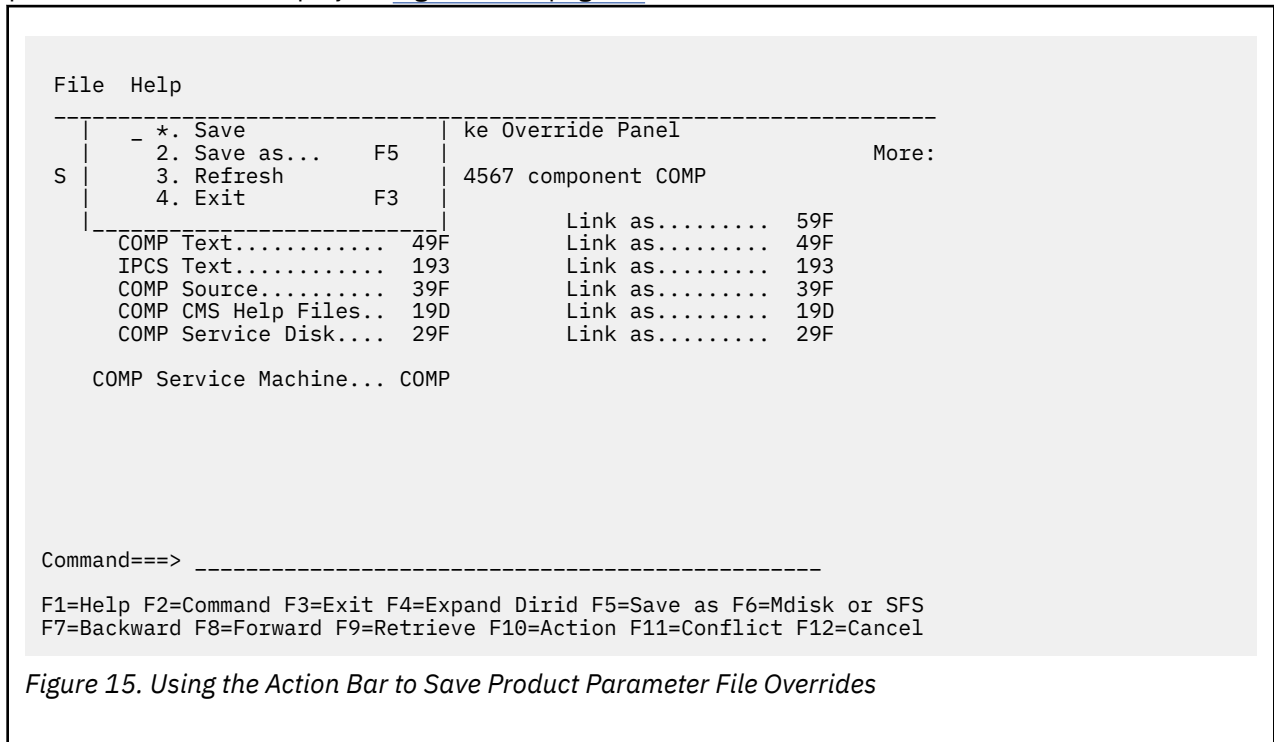 File  Help
_____________________________________________________________________
|   _ *. Save               | ke Override Panel
|     2. Save as...    F5   |                                 More:
S |     3. Refresh            | 4567 component COMP
|     4. Exit          F3   |
|___________________________|         Link as......... 59F
COMP Text............ 49F         Link as......... 49F
IPCS Text............ 193         Link as......... 193
COMP Source.......... 39F         Link as......... 39F
COMP CMS Help Files.. 19D         Link as......... 19D
COMP Service Disk.... 29F         Link as......... 29F
COMP Service Machine... COMP
Command===> _________________________________________________
F1=Help F2=Command F3=Exit F4=Expand Dirid F5=Save as F6=Mdisk or SFS
F7=Backward F8=Forward F9=Retrieve F10=Action F11=Conflict F12=Cancel
Figure 15. Using the Action Bar to Save Product Parameter File Overrides